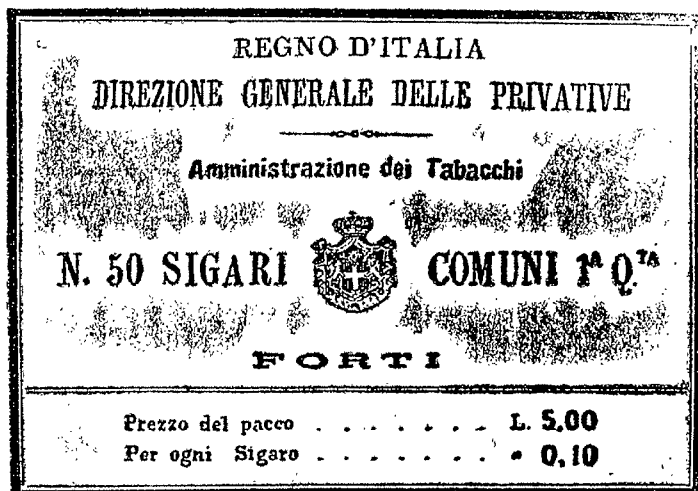 REGNO D'ITALIA
DIREZIONE GENERALE DELLE PRIVATIVE
Amministrazione dei Tabacchi
N. 50 SIGARI COMUNI 1ᴬ Q.ᵀᴬ
FORTI
Prezzo del pacco . . . . . . . L. 5,00
Per ogni Sigaro . . . . . . . " 0,10